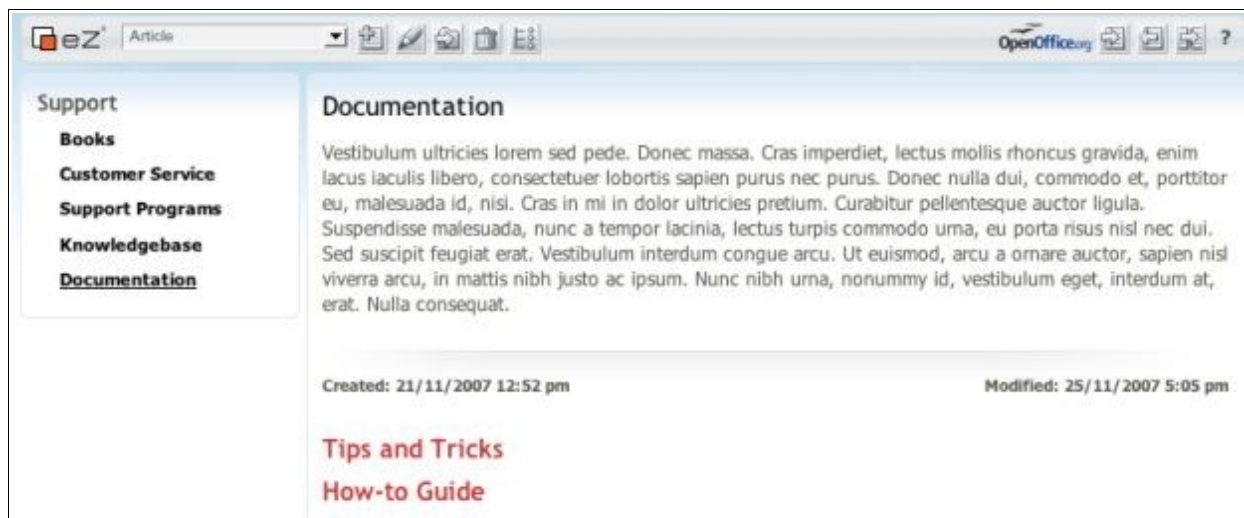 eZ
Article
OpenOffice.org
?
Support
Books
Customer Service
Support Programs
Knowledgebase
Documentation
Documentation
Vestibulum ultricies lorem sed pede. Donec massa. Cras imperdiet, lectus mollis rhoncus gravida, enim
lacus iaculis libero, consectetuer lobortis sapien purus nec purus. Donec nulla dui, commodo et, porttitor
eu, malesuada id, nisi. Cras in mi in dolor ultricies pretium. Curabitur pellentesque auctor ligula.
Suspendisse malesuada, nunc a tempor lacinia, lectus turpis commodo urna, eu porta risus nisl nec dui.
Sed suscipit feugiat erat. Vestibulum interdum congue arcu. Ut euismod, arcu a ornare auctor, sapien nisl
viverra arcu, in mattis nibh justo ac ipsum. Nunc nibh urna, nonummy id, vestibulum eget, interdum at,
erat. Nulla consequat.
Created: 21/11/2007 12:52 pm
Modified: 25/11/2007 5:05 pm
Tips and Tricks
How-to Guide